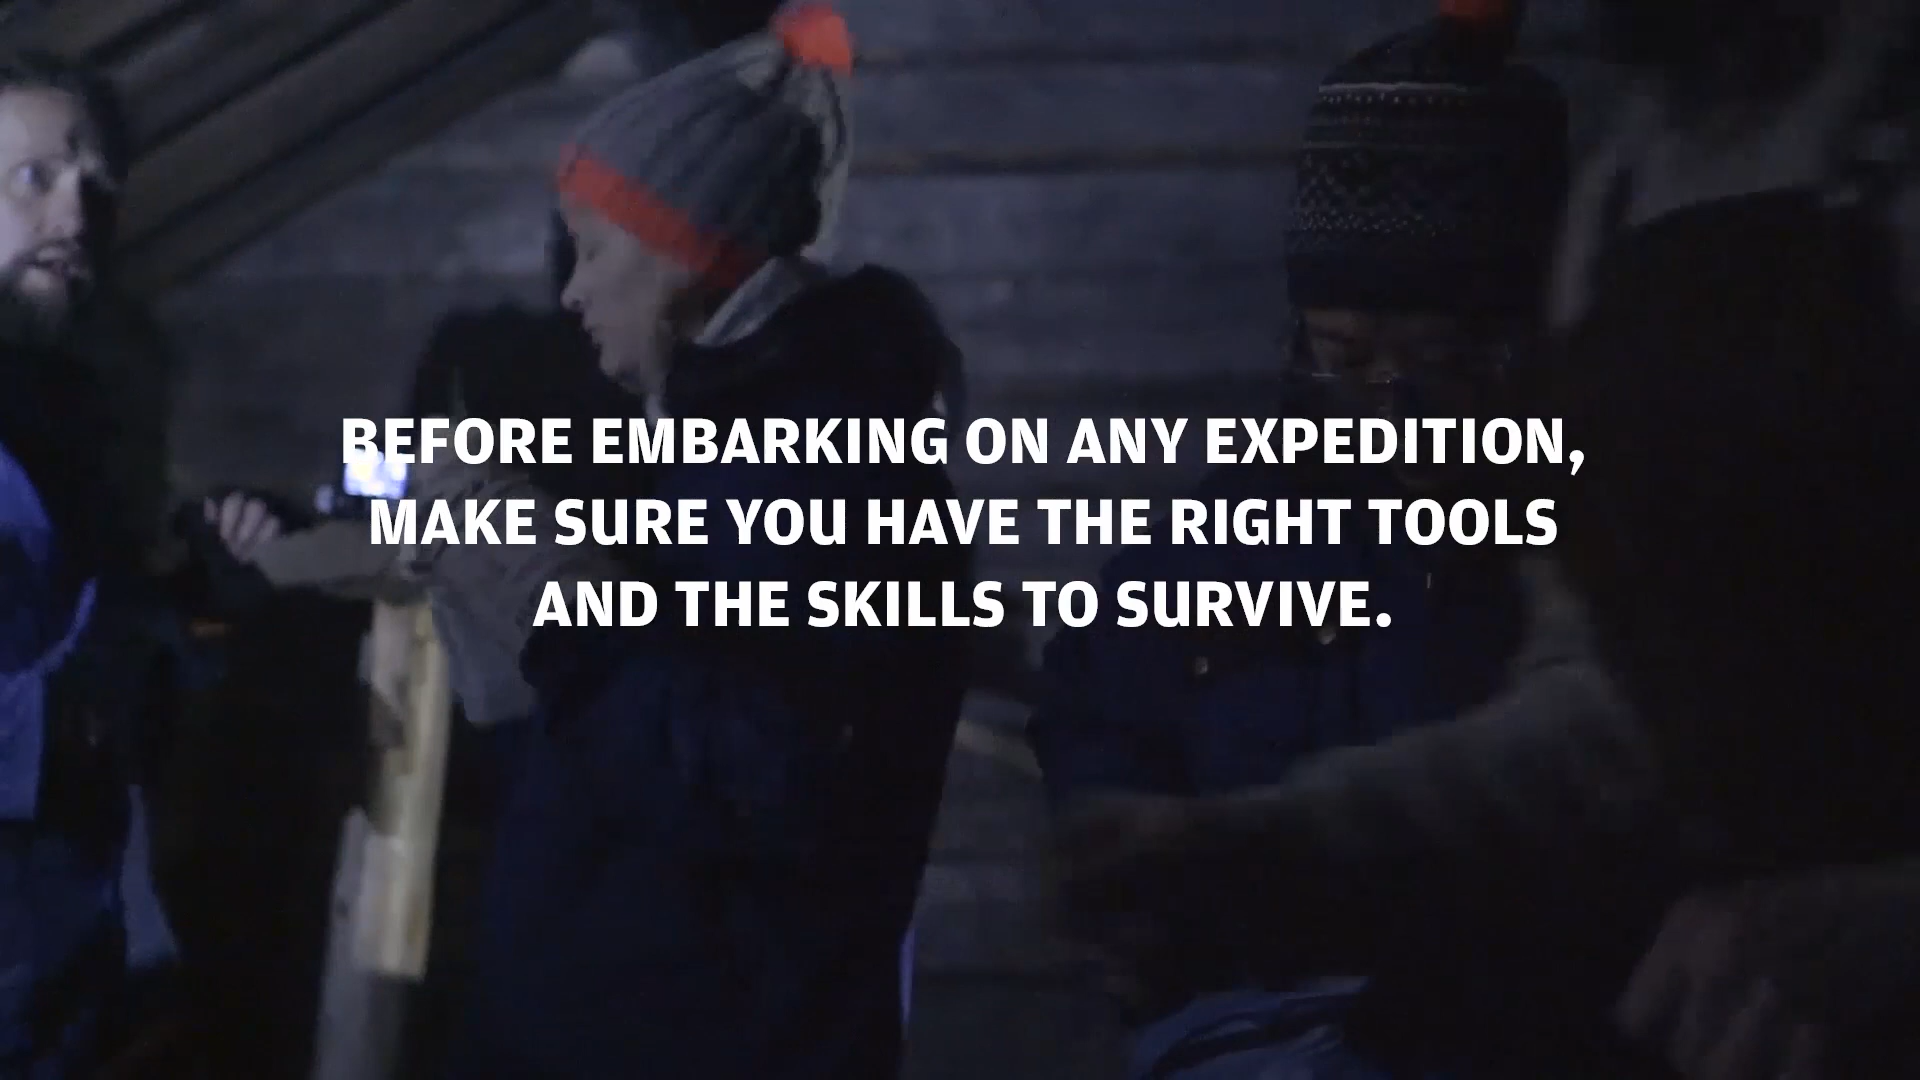 BEFORE EMBARKING ON ANY EXPEDITION,
MAKE SURE YOU HAVE THE RIGHT TOOLS
AND THE SKILLS TO SURVIVE.